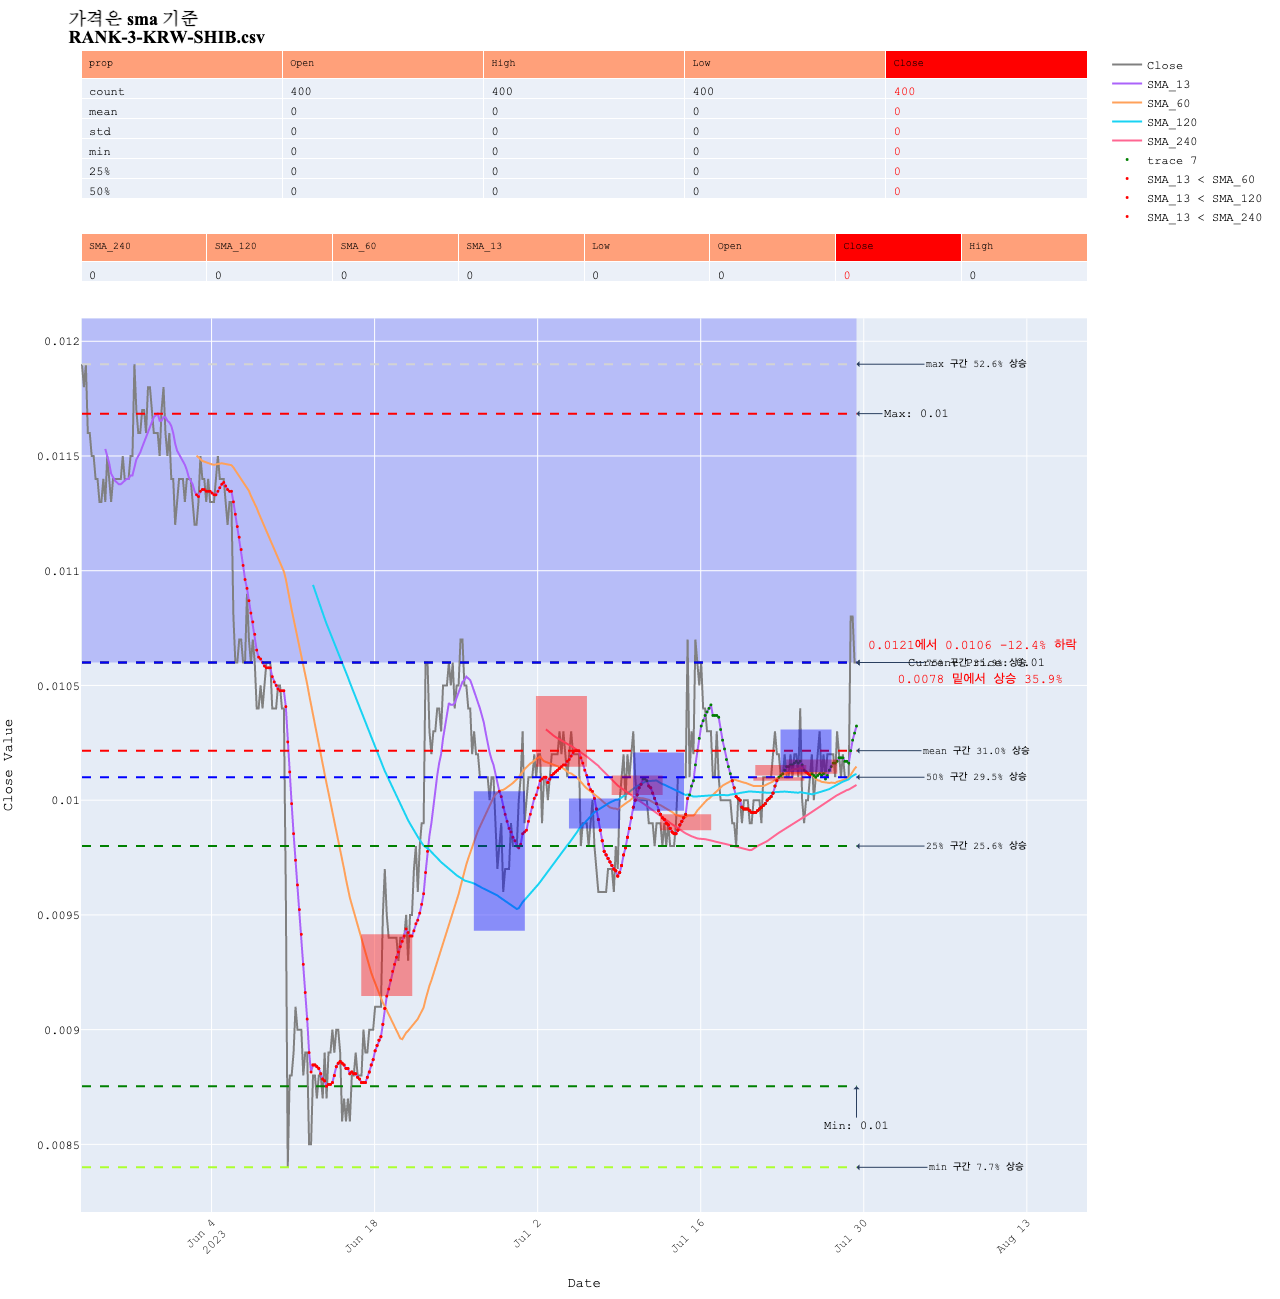 가격은 sma 기준
RANK-3-KRW-SHIB.csv
prop Open High Low Close
count 400 400 400 400
mean 0 0 0 0
std 0 0 0 0
min 0 0 0 0
25% 0 0 0 0
50% 0 0 0 0
SMA_240 SMA_120 SMA_60 SMA_13 Low Open Close High
0 0 0 0 0 0 0 0
Close
SMA_13
SMA_60
SMA_120
SMA_240
trace 7
SMA_13 < SMA_60
SMA_13 < SMA_120
SMA_13 < SMA_240
Close Value
0.012
0.0115
0.011
0.0105
0.01
0.0095
0.009
0.0085
max 구간 52.6% 상승
Max: 0.01
0.0121에서 0.0106 -12.4% 하락
0.0078 밑에서 상승 35.9%
mean 구간 31.0% 상승
50% 구간 29.5% 상승
25% 구간 25.6% 상승
Min: 0.01
min 구간 7.7% 상승
Jun 4
2023
Jun 18
Jul 2
Jul 16
Jul 30
Aug 13
Date